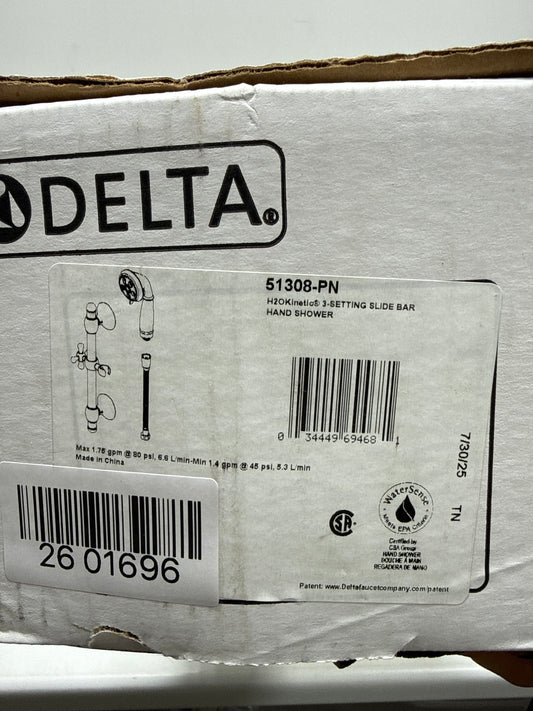 DELTA®
51308-PN
H2OKinetic® 3-SETTING SLIDE BAR
HAND SHOWER
0 34449 69468 1
7/30/25 TN
Max 1.75 gpm @ 80 psi, 6.6 L/min-Min 1.4 gpm @ 45 psi, 5.3 L/min
Made in China
WaterSense
Meets EPA Criteria
SA®
Certified by
CSA Group
HAND SHOWER
DOUCHE À MAIN
REGADERA DE MANO
26 01696
Patent: www.Deltafaucetcompany.com/patent